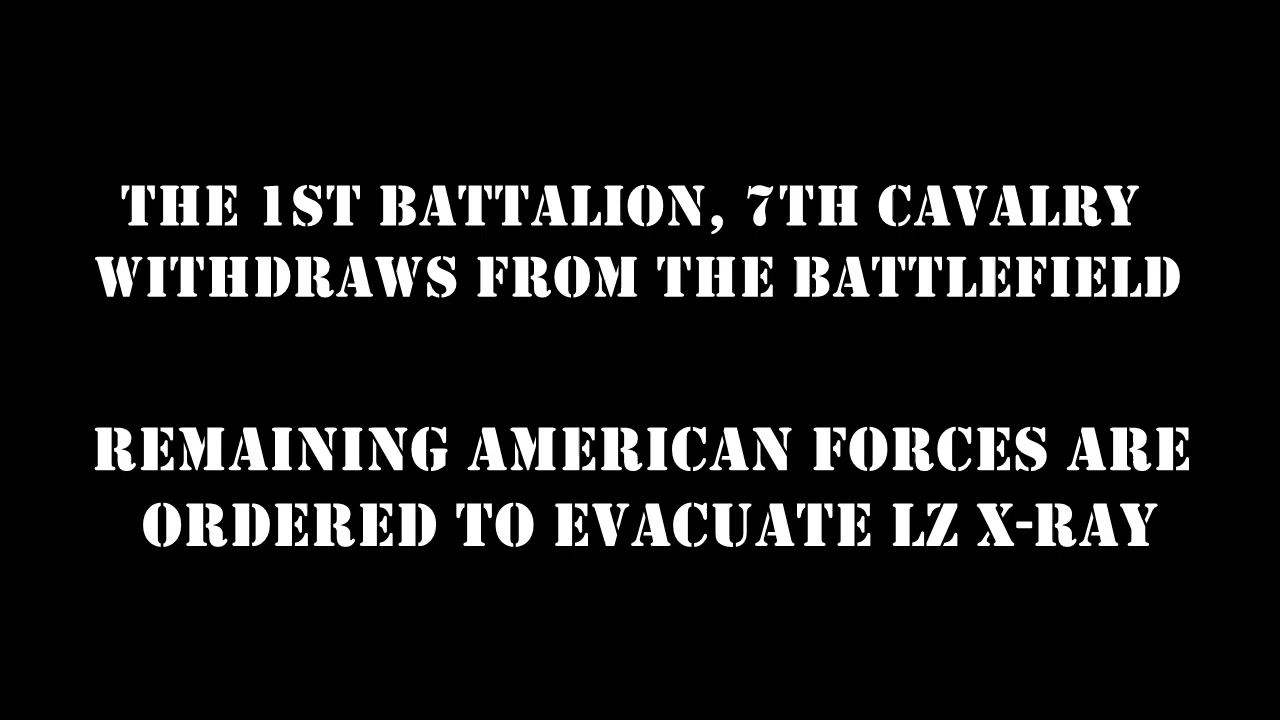 THE 1ST BATTALION, 7TH CAVALRY
WITHDRAWS FROM THE BATTLEFIELD
REMAINING AMERICAN FORCES ARE
ORDERED TO EVACUATE LZ X-RAY